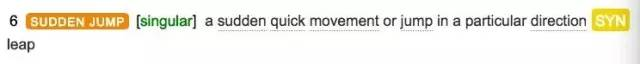 6 SUDDEN JUMP [singular] a sudden quick movement or jump in a particular direction SYN
leap